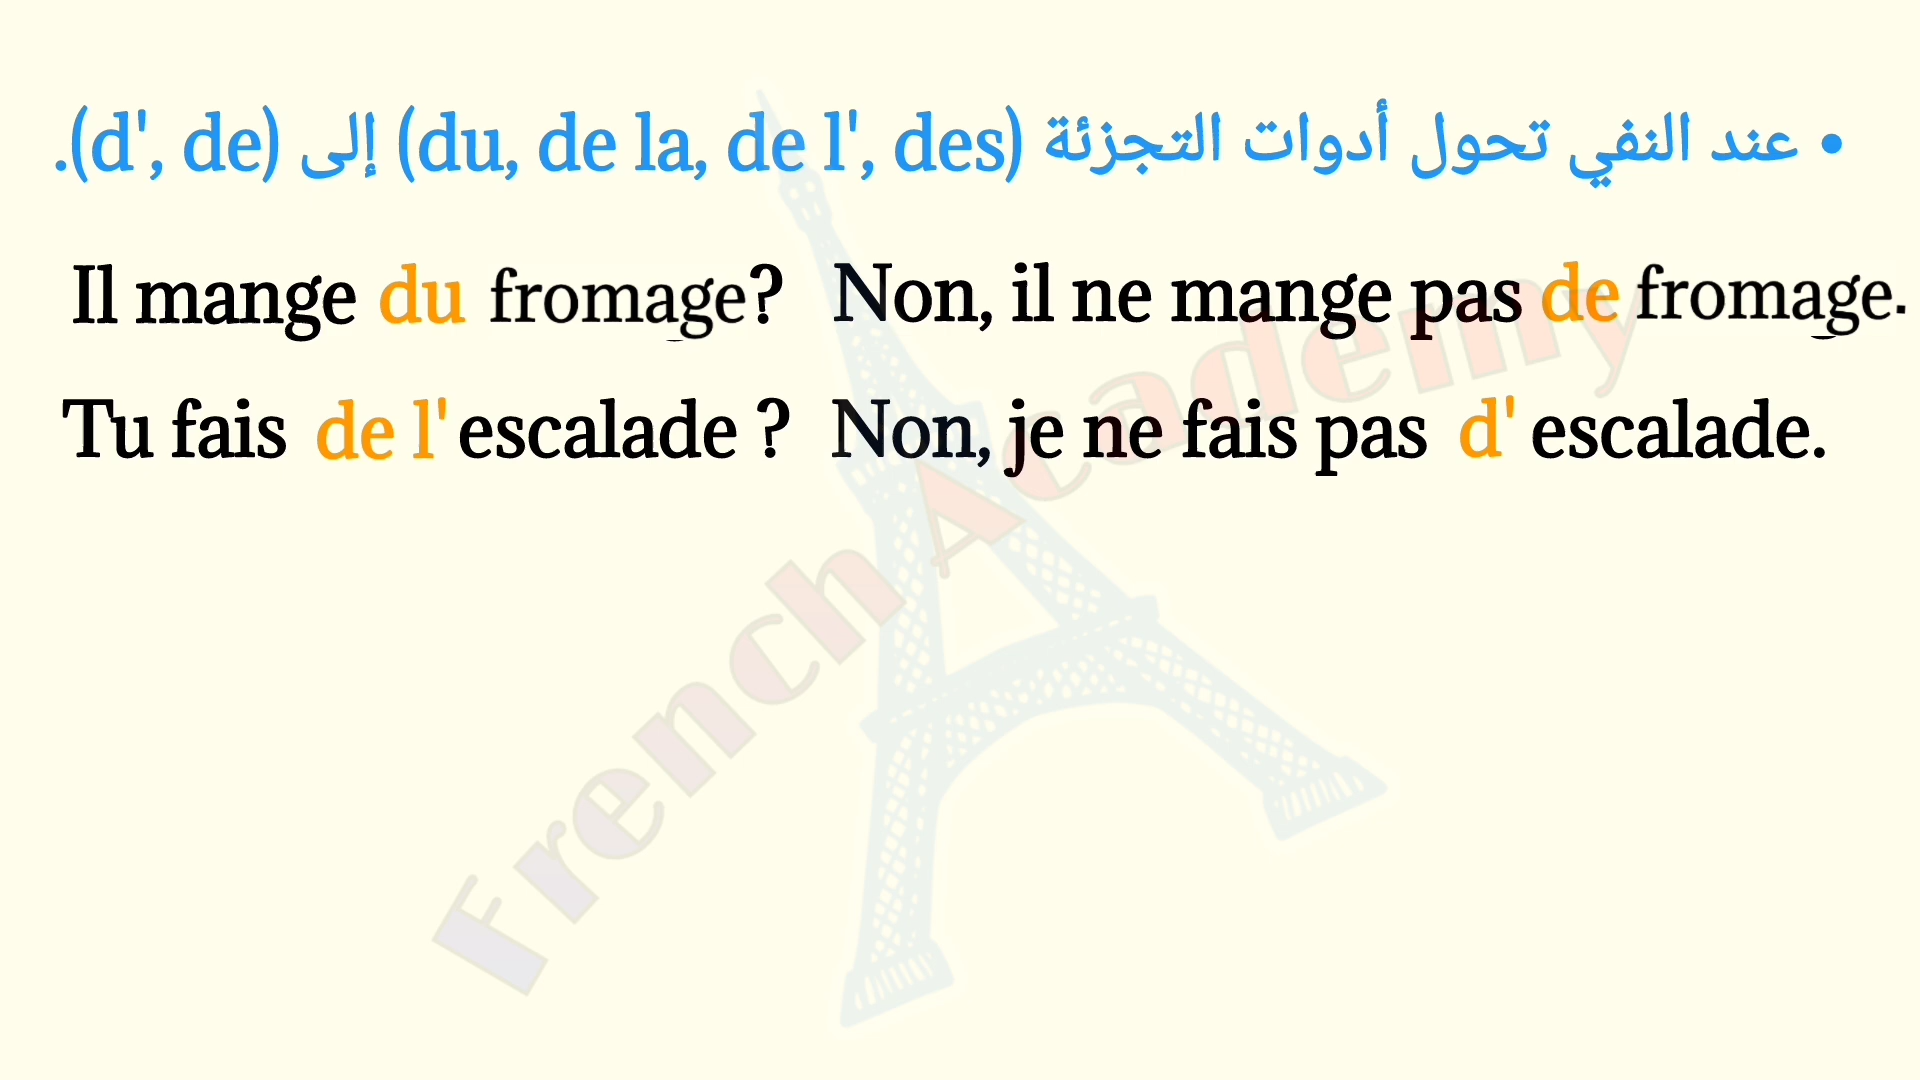 • عند النفي تحول أدوات التجزئة (du, de la, de l', des) إلى (d', de).
Il mange du fromage? Non, il ne mange pas de fromage.
Tu fais de l'escalade ? Non, je ne fais pas d'escalade.
French Academy